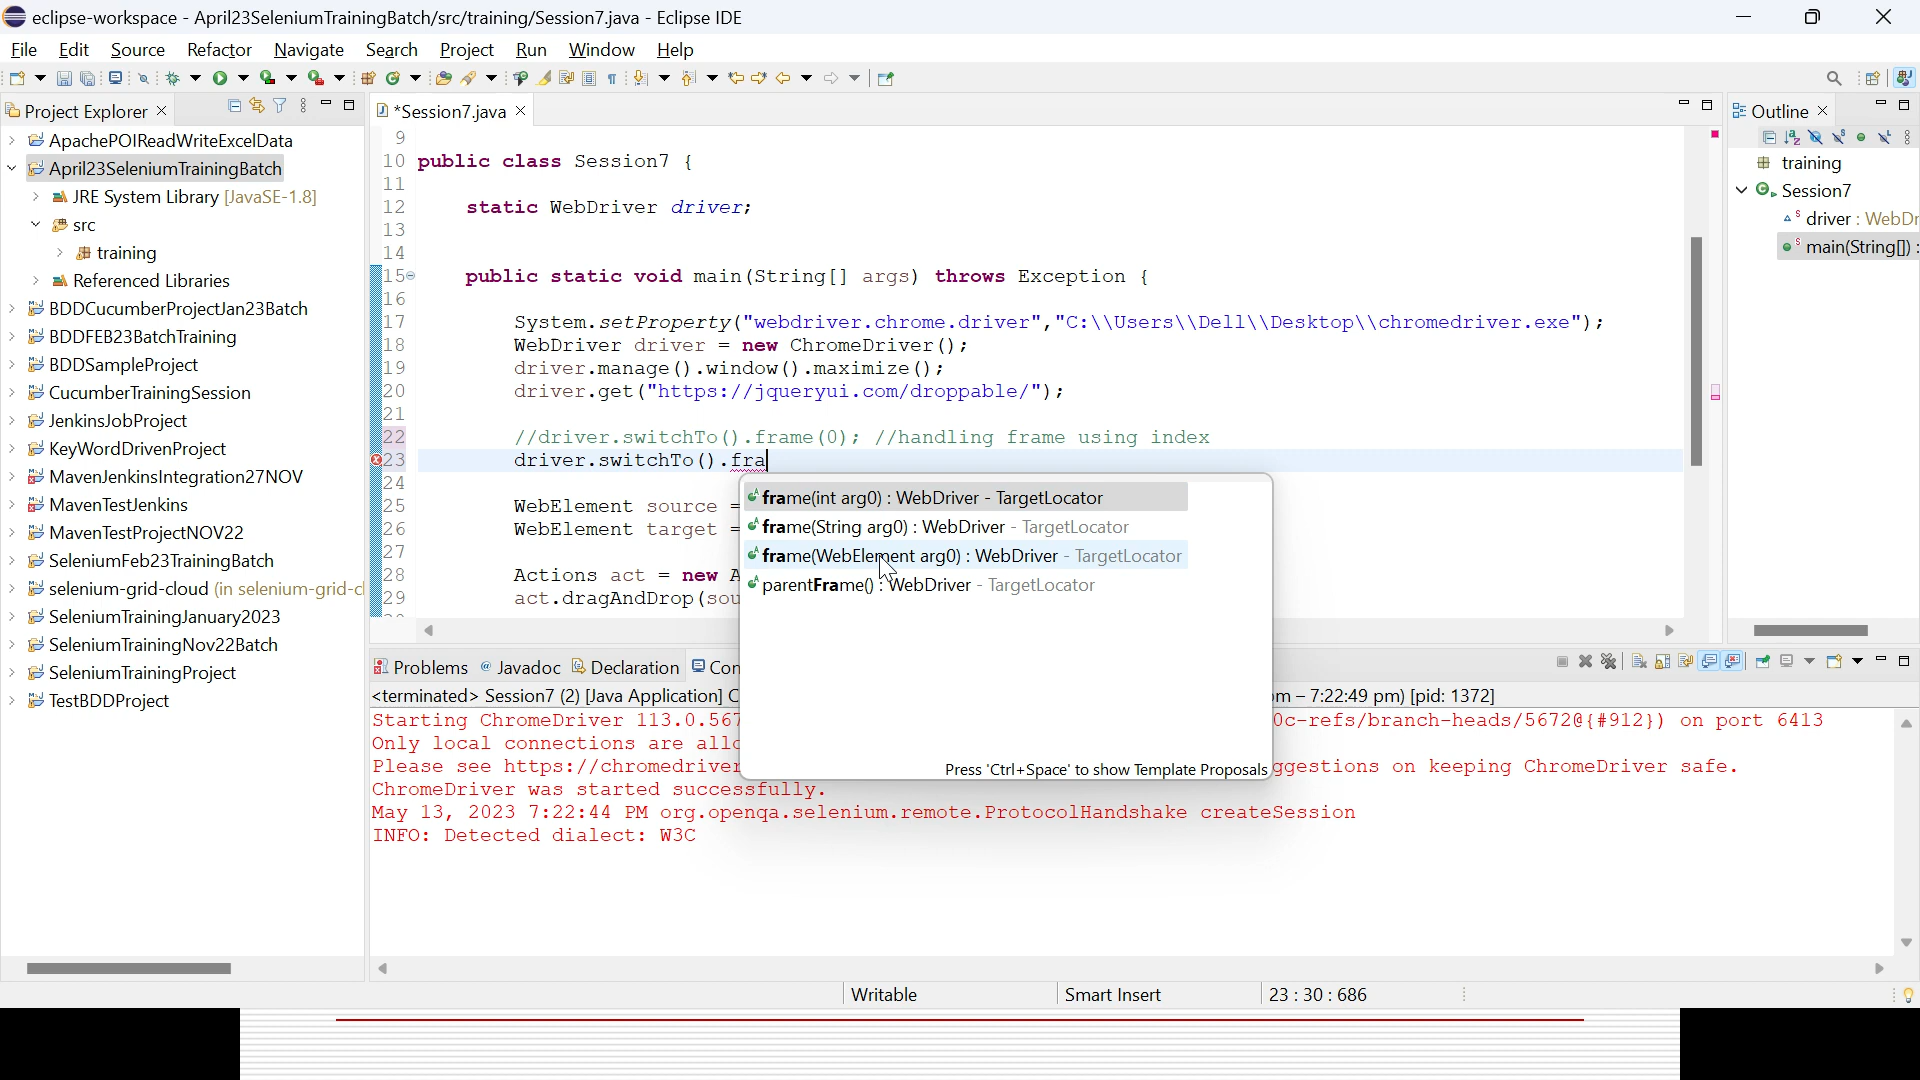 eclipse-workspace - April23SeleniumTrainingBatch/src/training/Session7.java - Eclipse IDE
File Edit Source Refactor Navigate Search Project Run Window Help
Project Explorer
*Session7.java
Outline
ApachePOIReadWriteExcelData
April23SeleniumTrainingBatch
JRE System Library [JavaSE-1.8]
src
training
Referenced Libraries
BDDCucumberProjectJan23Batch
BDDFEB23BatchTraining
BDDSampleProject
CucumberTrainingSession
JenkinsJobProject
KeyWordDrivenProject
MavenJenkinsIntegration27NOV
MavenTestJenkins
MavenTestProjectNOV22
SeleniumFeb23TrainingBatch
selenium-grid-cloud (in selenium-grid-cl
SeleniumTrainingJanuary2023
SeleniumTrainingNov22Batch
SeleniumTrainingProject
TestBDDProject
9
10 public class Session7 {
11
12 static WebDriver driver;
13
14
15 public static void main(String[] args) throws Exception {
16
17 System.setProperty("webdriver.chrome.driver","C:\\Users\\Dell\\Desktop\\chromedriver.exe");
18 WebDriver driver = new ChromeDriver();
19 driver.manage().window().maximize();
20 driver.get("https://jqueryui.com/droppable/");
21
22 //driver.switchTo().frame(0); //handling frame using index
23 driver.switchTo().fra
24
25 WebElement source =
26 WebElement target =
27
28 Actions act = new A
29 act.dragAndDrop(sou
frame(int arg0) : WebDriver - TargetLocator
frame(String arg0) : WebDriver - TargetLocator
frame(WebElement arg0) : WebDriver - TargetLocator
parentFrame() : WebDriver - TargetLocator
Press 'Ctrl+Space' to show Template Proposals
training
Session7
driver : WebDr
main(String[]) :
Problems @ Javadoc Declaration Con
<terminated> Session7 (2) [Java Application] C
pm – 7:22:49 pm) [pid: 1372]
Starting ChromeDriver 113.0.567
0c-refs/branch-heads/5672@{#912}) on port 6413
Only local connections are allo
Please see https://chromedriver
ggestions on keeping ChromeDriver safe.
ChromeDriver was started successfully.
May 13, 2023 7:22:44 PM org.openqa.selenium.remote.ProtocolHandshake createSession
INFO: Detected dialect: W3C
Writable Smart Insert 23 : 30 : 686